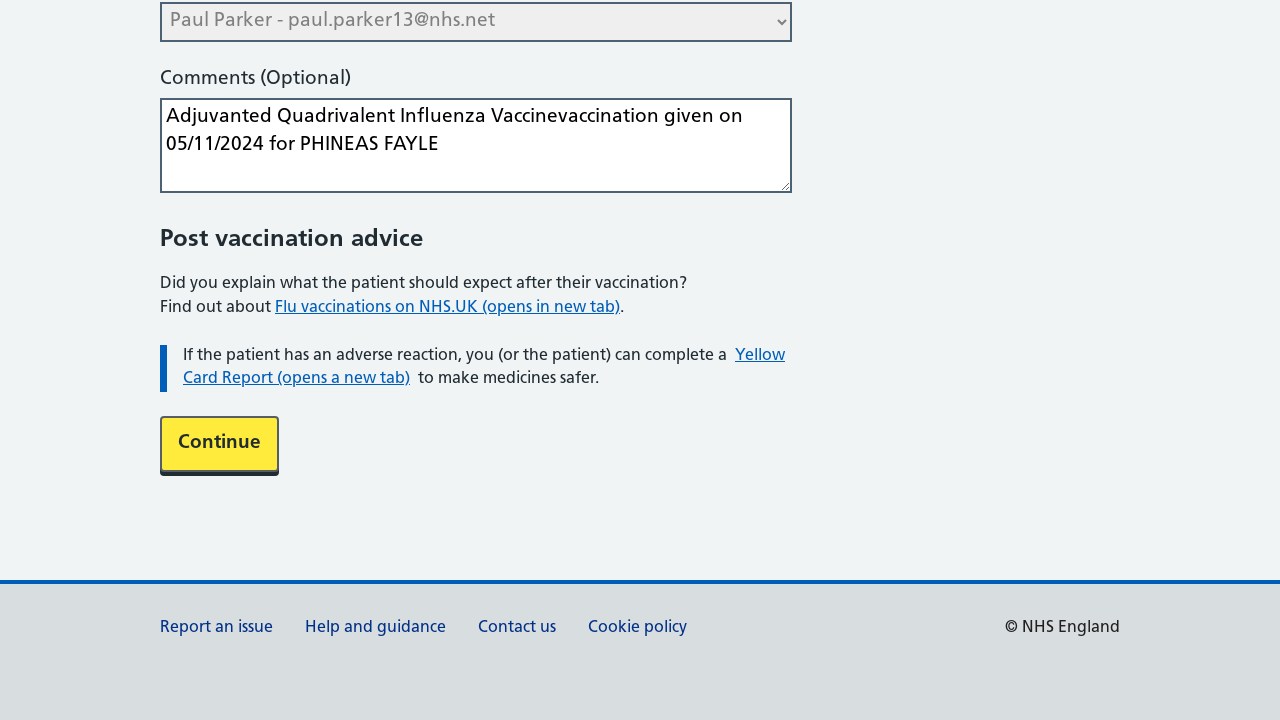 Paul Parker - paul.parker13@nhs.net
Comments (Optional)
Adjuvanted Quadrivalent Influenza Vaccinevaccination given on
05/11/2024 for PHINEAS FAYLE
Post vaccination advice
Did you explain what the patient should expect after their vaccination?
Find out about Flu vaccinations on NHS.UK (opens in new tab).
If the patient has an adverse reaction, you (or the patient) can complete a Yellow
Card Report (opens a new tab) to make medicines safer.
Continue
Report an issue Help and guidance Contact us Cookie policy © NHS England